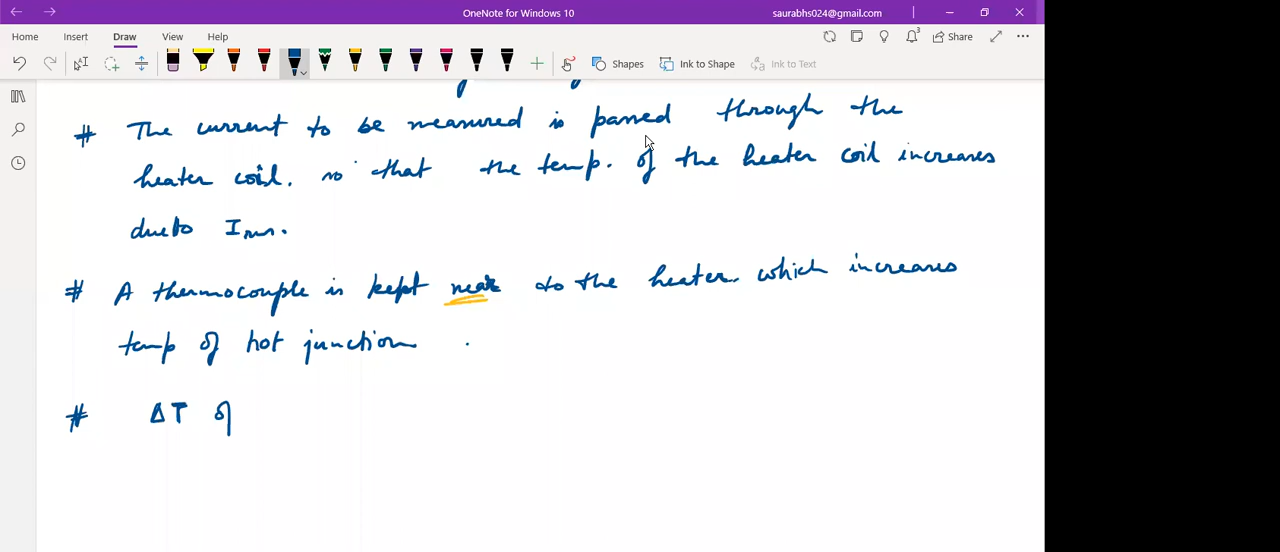 OneNote for Windows 10
saurabhs024@gmail.com
Home Insert Draw View Help
Share
Shapes Ink to Shape Ink to Text
# The current to be measured is passed through the
heater coil. so that the temp. of the heater coil increases
due to Irms.
# A thermocouple is kept near to the heater. which increases
temp of hot junction .
# ΔT of